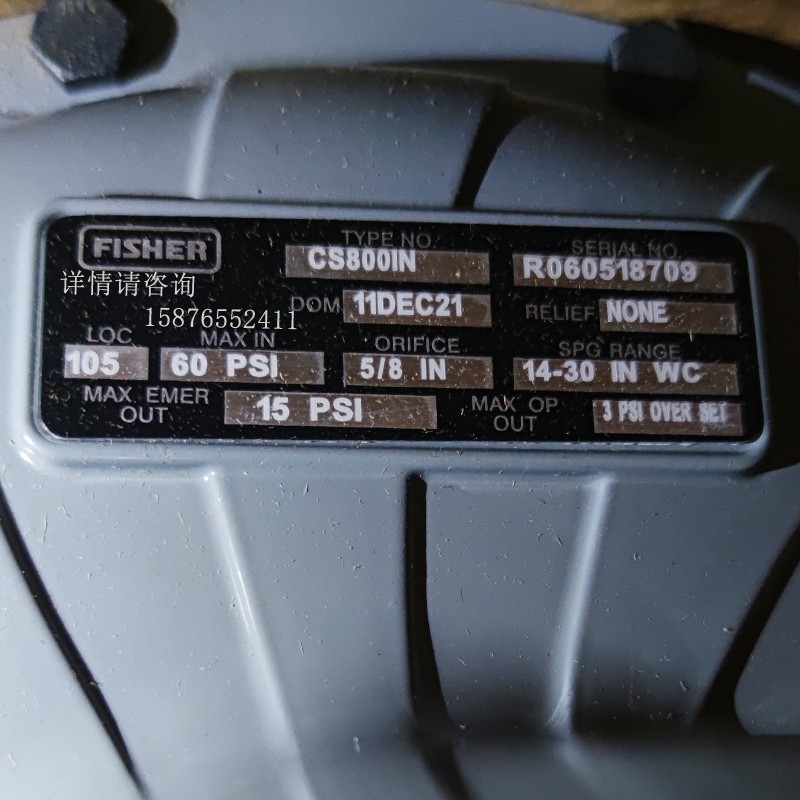 FISHER
TYPE NO.
CS800IN
SERIAL NO.
R060518709
详情请咨询
15876552411
DOM
11DEC21
RELIEF
NONE
LOC
105
MAX IN
60 PSI
ORIFICE
5/8 IN
SPG RANGE
14-30 IN WC
MAX EMER
OUT
15 PSI
MAX OP
OUT
3 PSI OVER SET